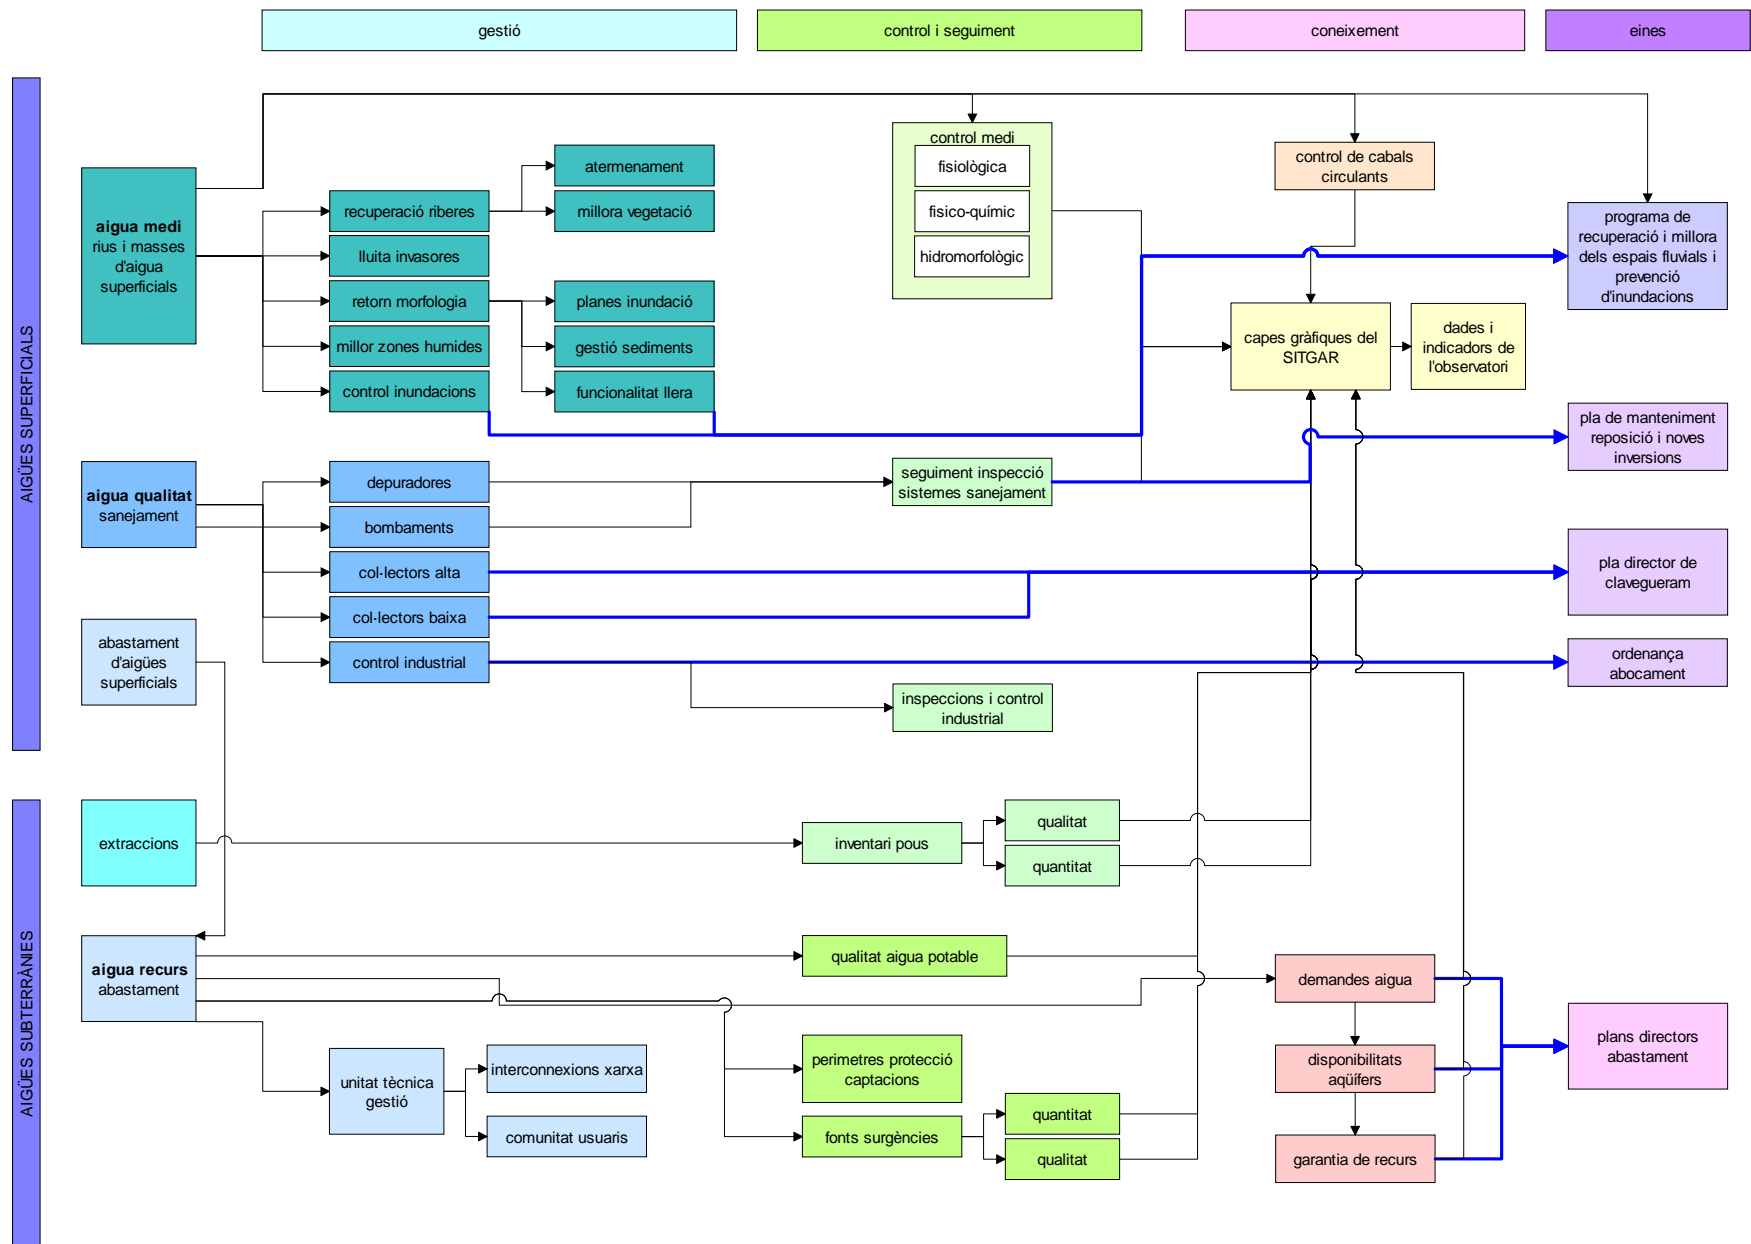 gestió
control i seguiment
coneixement
eines
AIGÜES SUPERFICIALS
aigua medi
rius i masses
d'aigua
superficials
recuperació riberes
lluita invasores
retorn morfologia
millor zones humides
control inundacions
atermenament
millora vegetació
planes inundació
gestió sediments
funcionalitat llera
control medi
fisiològica
fisico-químic
hidromorfològic
control de cabals
circulants
capes gràfiques del
SITGAR
dades i
indicadors de
l'observatori
programa de
recuperació i millora
dels espais fluvials i
prevenció
d'inundacions
pla de manteniment
reposició i noves
inversions
aigua qualitat
sanejament
depuradores
bombaments
col·lectors alta
col·lectors baixa
control industrial
seguiment inspecció
sistemes sanejament
inspeccions i control
industrial
pla director de
clavegueram
ordenança
abocament
abastament
d'aigües
superficials
AIGÜES SUBTERRÀNIES
extraccions
inventari pous
qualitat
quantitat
aigua recurs
abastament
qualitat aigua potable
unitat tècnica
gestió
interconnexions xarxa
comunitat usuaris
perimetres protecció
captacions
fonts surgències
quantitat
qualitat
demandes aigua
disponibilitats
aqüífers
garantia de recurs
plans directors
abastament